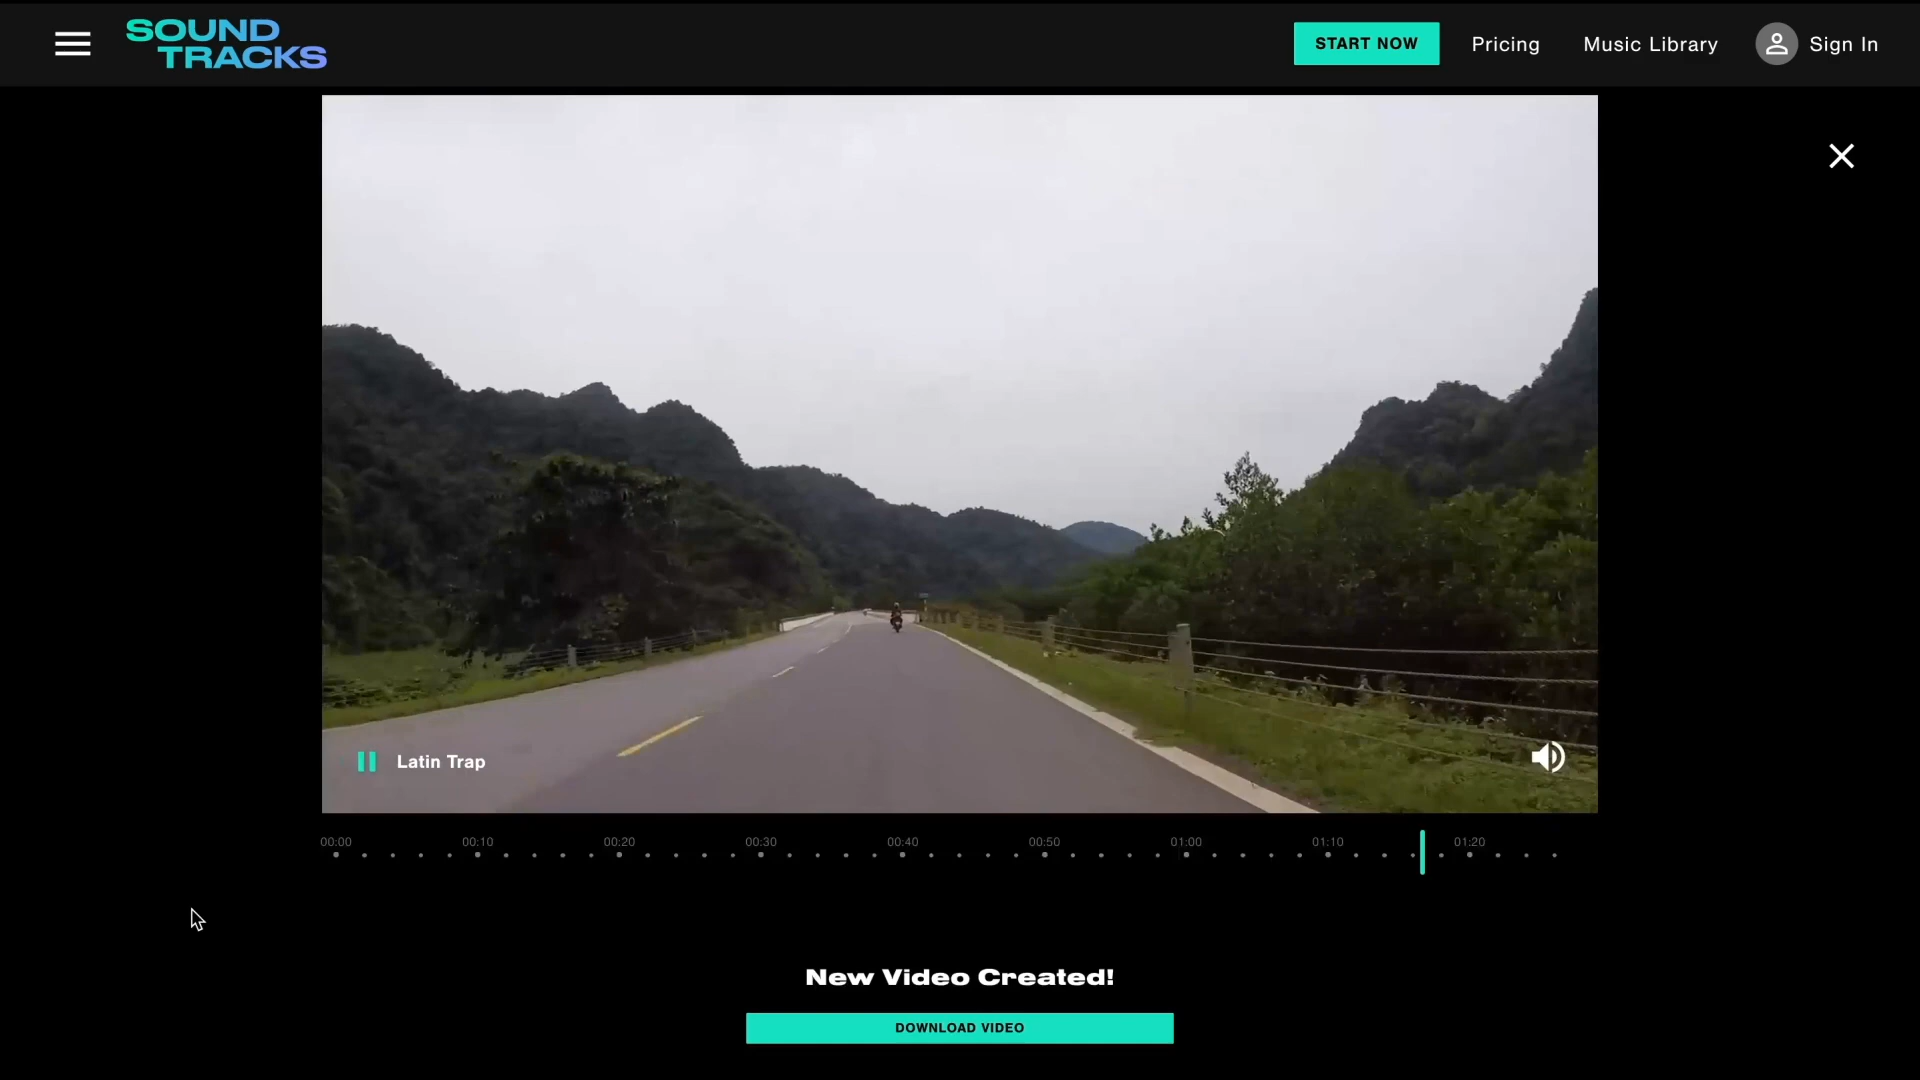 SOUND
TRACKS
START NOW
Pricing
Music Library
Sign In
Latin Trap
00:00 00:10 00:20 00:30 00:40 00:50 01:00 01:10 01:20
New Video Created!
DOWNLOAD VIDEO